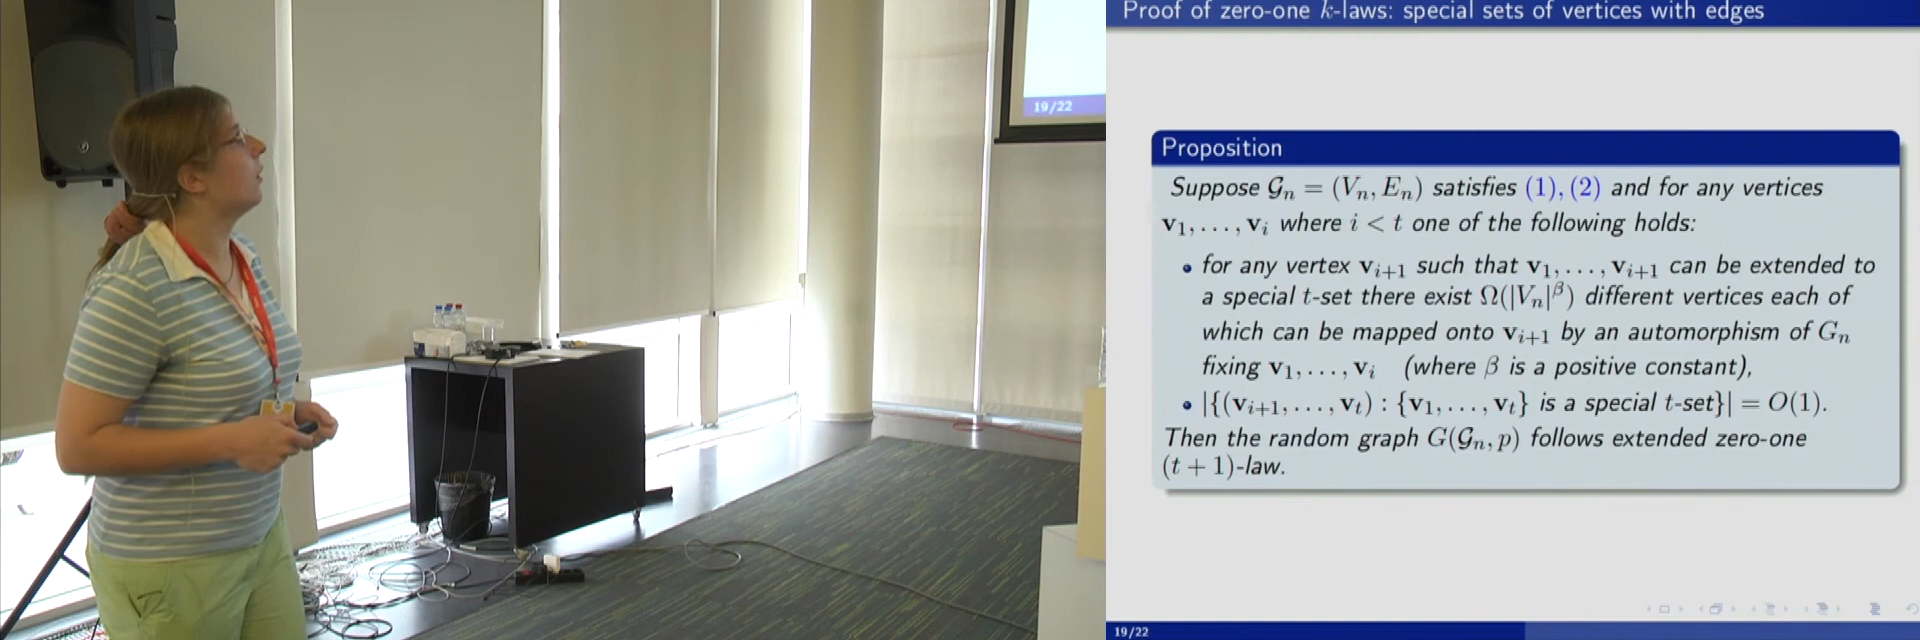 19/22
Proof of zero-one k-laws: special sets of vertices with edges
Proposition
Suppose 𝒢ₙ = (Vₙ, Eₙ) satisfies (1), (2) and for any vertices
v₁, . . . , vᵢ where i < t one of the following holds:
• for any vertex vᵢ₊₁ such that v₁, . . . , vᵢ₊₁ can be extended to
a special t-set there exist Ω(|Vₙ|ᵝ) different vertices each of
which can be mapped onto vᵢ₊₁ by an automorphism of Gₙ
fixing v₁, . . . , vᵢ (where β is a positive constant),
• |{(vᵢ₊₁, . . . , vₜ) : {v₁, . . . , vₜ} is a special t-set}| = O(1).
Then the random graph G(𝒢ₙ, p) follows extended zero-one
(t + 1)-law.
19/22